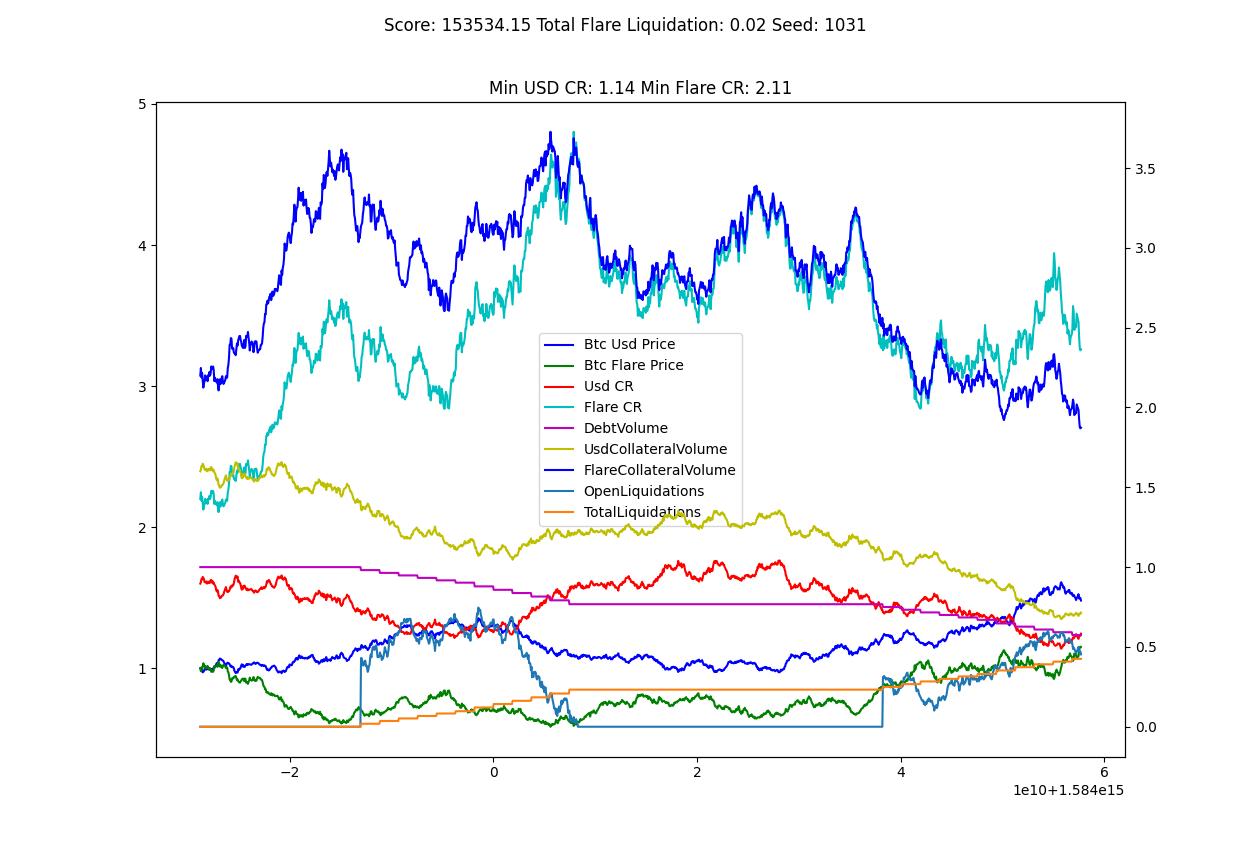 Score: 153534.15 Total Flare Liquidation: 0.02 Seed: 1031
Min USD CR: 1.14 Min Flare CR: 2.11
5
4
3
2
1
3.5
3.0
2.5
2.0
1.5
1.0
0.5
0.0
Btc Usd Price
Btc Flare Price
Usd CR
Flare CR
DebtVolume
UsdCollateralVolume
FlareCollateralVolume
OpenLiquidations
TotalLiquidations
−2 0 2 4 6
1e10+1.584e15